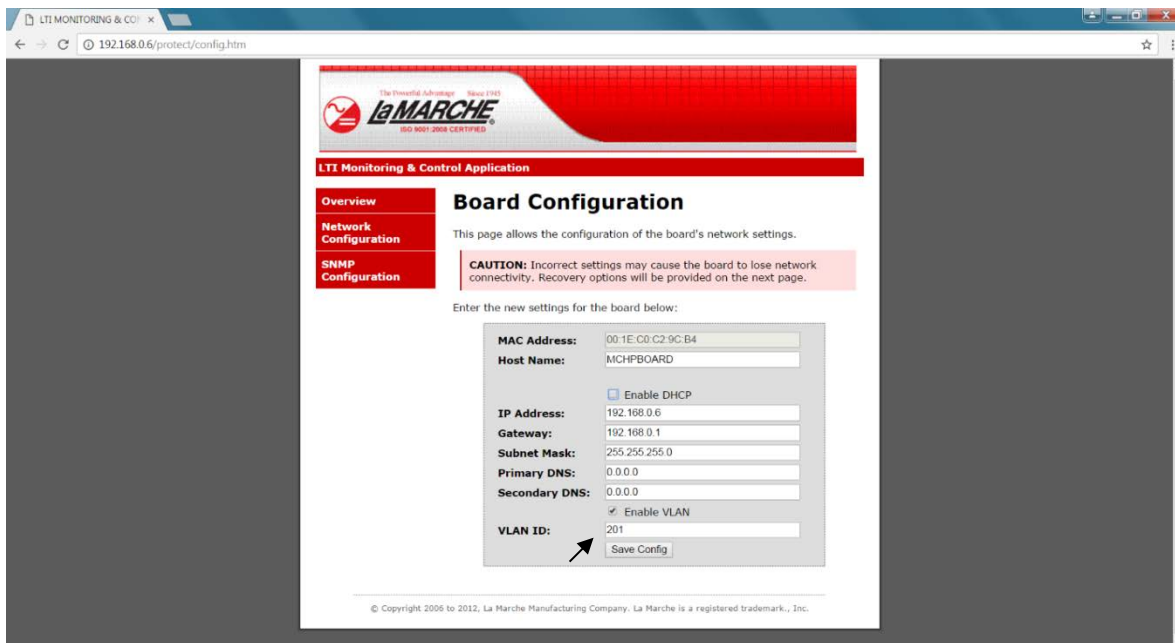 LTI MONITORING & CO
192.168.0.6/protect/config.htm
The Powerful Advantage Since 1945
La MARCHE
ISO 9001:2008 CERTIFIED
LTI Monitoring & Control Application
Overview
Network
Configuration
SNMP
Configuration
Board Configuration
This page allows the configuration of the board's network settings.
CAUTION: Incorrect settings may cause the board to lose network
connectivity. Recovery options will be provided on the next page.
Enter the new settings for the board below:
MAC Address: 00:1E:C0:C2:9C:B4
Host Name: MCHPBOARD
Enable DHCP
IP Address: 192.168.0.6
Gateway: 192.168.0.1
Subnet Mask: 255.255.255.0
Primary DNS: 0.0.0.0
Secondary DNS: 0.0.0.0
Enable VLAN
VLAN ID: 201
Save Config
© Copyright 2006 to 2012, La Marche Manufacturing Company. La Marche is a registered trademark., Inc.